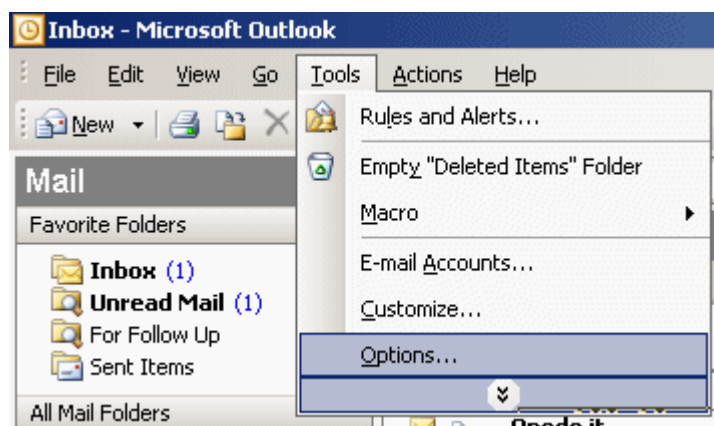 Inbox - Microsoft Outlook
File Edit View Go Tools Actions Help
New
Rules and Alerts...
Empty "Deleted Items" Folder
Macro
E-mail Accounts...
Customize...
Options...
Mail
Favorite Folders
Inbox (1)
Unread Mail (1)
For Follow Up
Sent Items
All Mail Folders